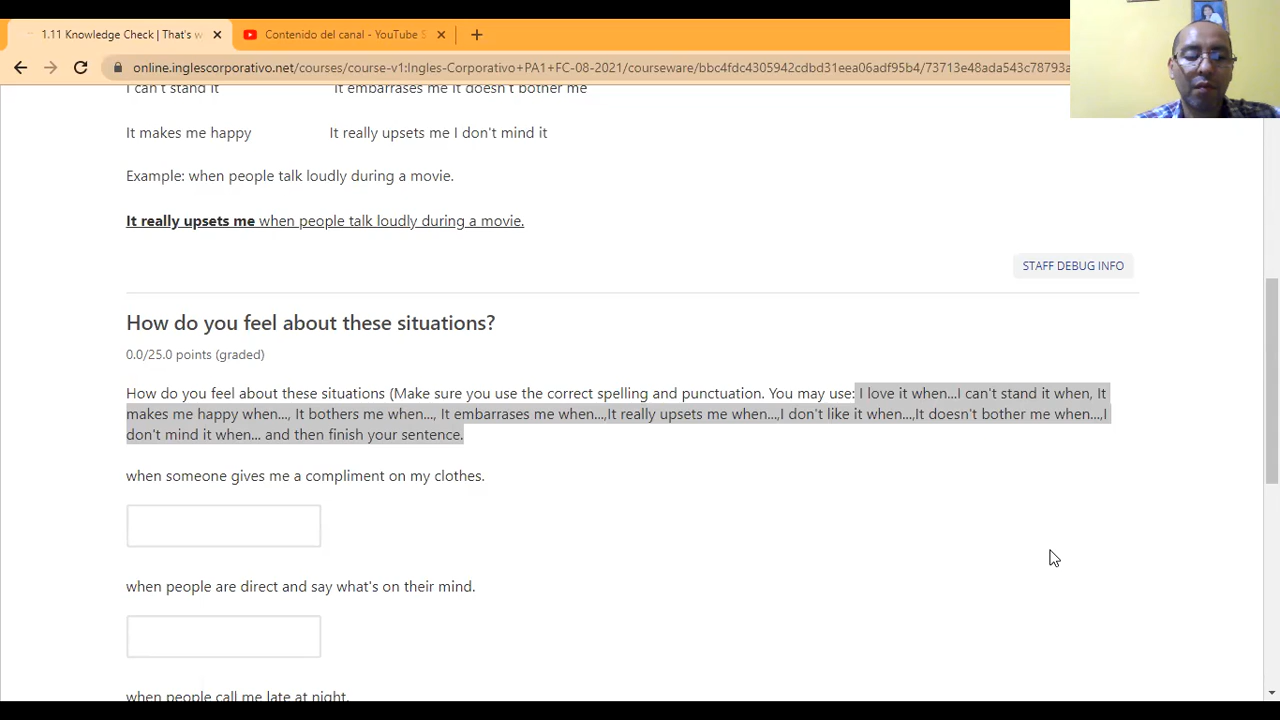 1.11 Knowledge Check | That's w
Contenido del canal - YouTube S
online.inglescorporativo.net/courses/course-v1:Ingles-Corporativo+PA1+FC-08-2021/courseware/bbc4fdc4305942cdbd31eea06adf95b4/73713e48ada543c78793a
I can't stand it It embarrases me It doesn't bother me
It makes me happy It really upsets me I don't mind it
Example: when people talk loudly during a movie.
It really upsets me when people talk loudly during a movie.
STAFF DEBUG INFO
How do you feel about these situations?
0.0/25.0 points (graded)
How do you feel about these situations (Make sure you use the correct spelling and punctuation. You may use: I love it when...I can't stand it when, It
makes me happy when..., It bothers me when..., It embarrases me when...,It really upsets me when...,I don't like it when...,It doesn't bother me when...,I
don't mind it when... and then finish your sentence.
when someone gives me a compliment on my clothes.
when people are direct and say what's on their mind.
when people call me late at night.